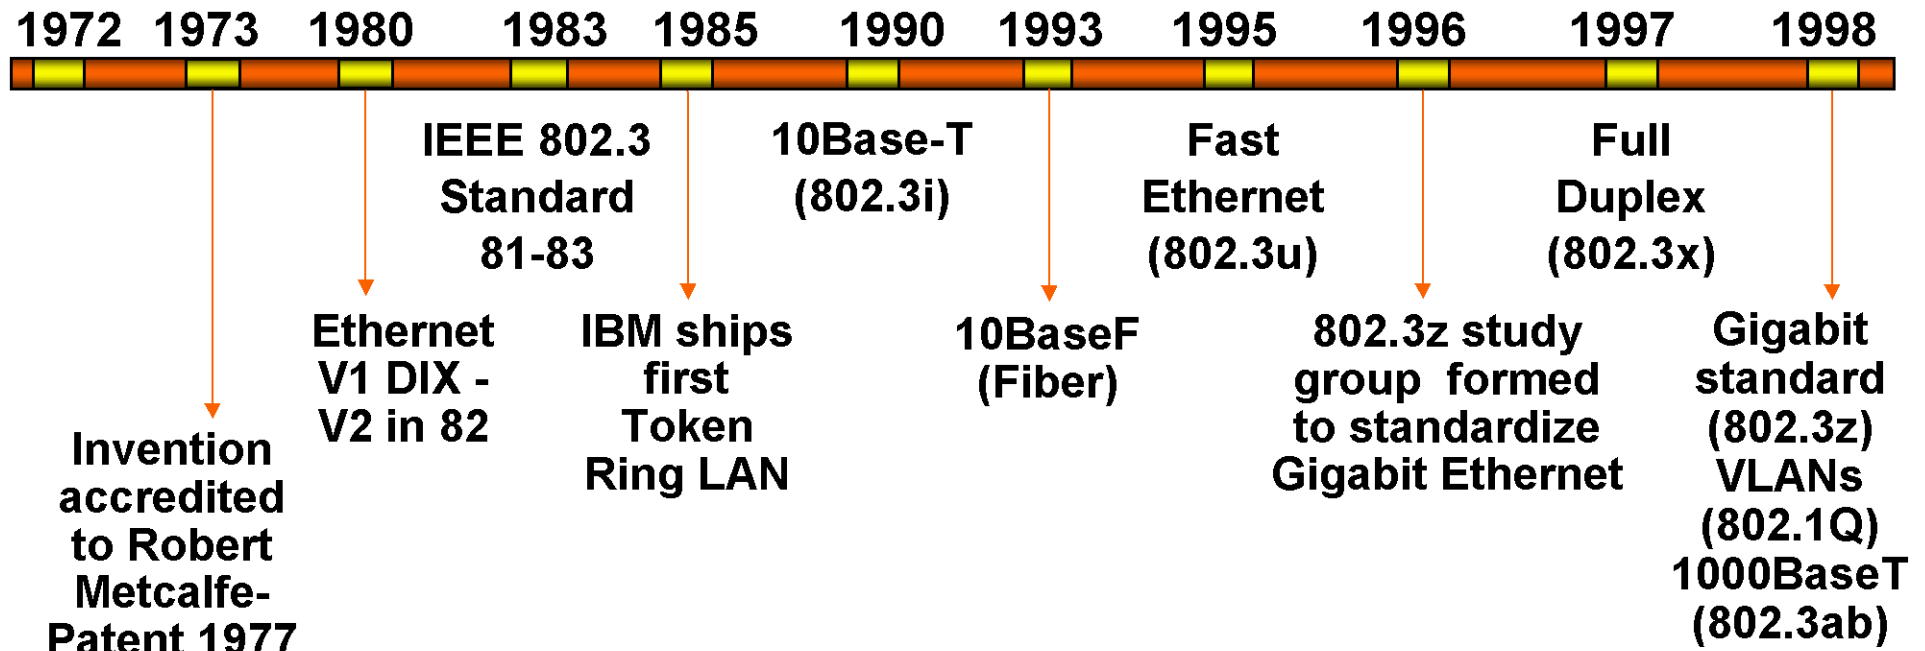 1972 1973 1980 1983 1985 1990 1993 1995 1996 1997 1998
IEEE 802.3
Standard
81-83
10Base-T
(802.3i)
Fast
Ethernet
(802.3u)
Full
Duplex
(802.3x)
Invention
accredited
to Robert
Metcalfe-
Patent 1977
Ethernet
V1 DIX -
V2 in 82
IBM ships
first
Token
Ring LAN
10BaseF
(Fiber)
802.3z study
group formed
to standardize
Gigabit Ethernet
Gigabit
standard
(802.3z)
VLANs
(802.1Q)
1000BaseT
(802.3ab)